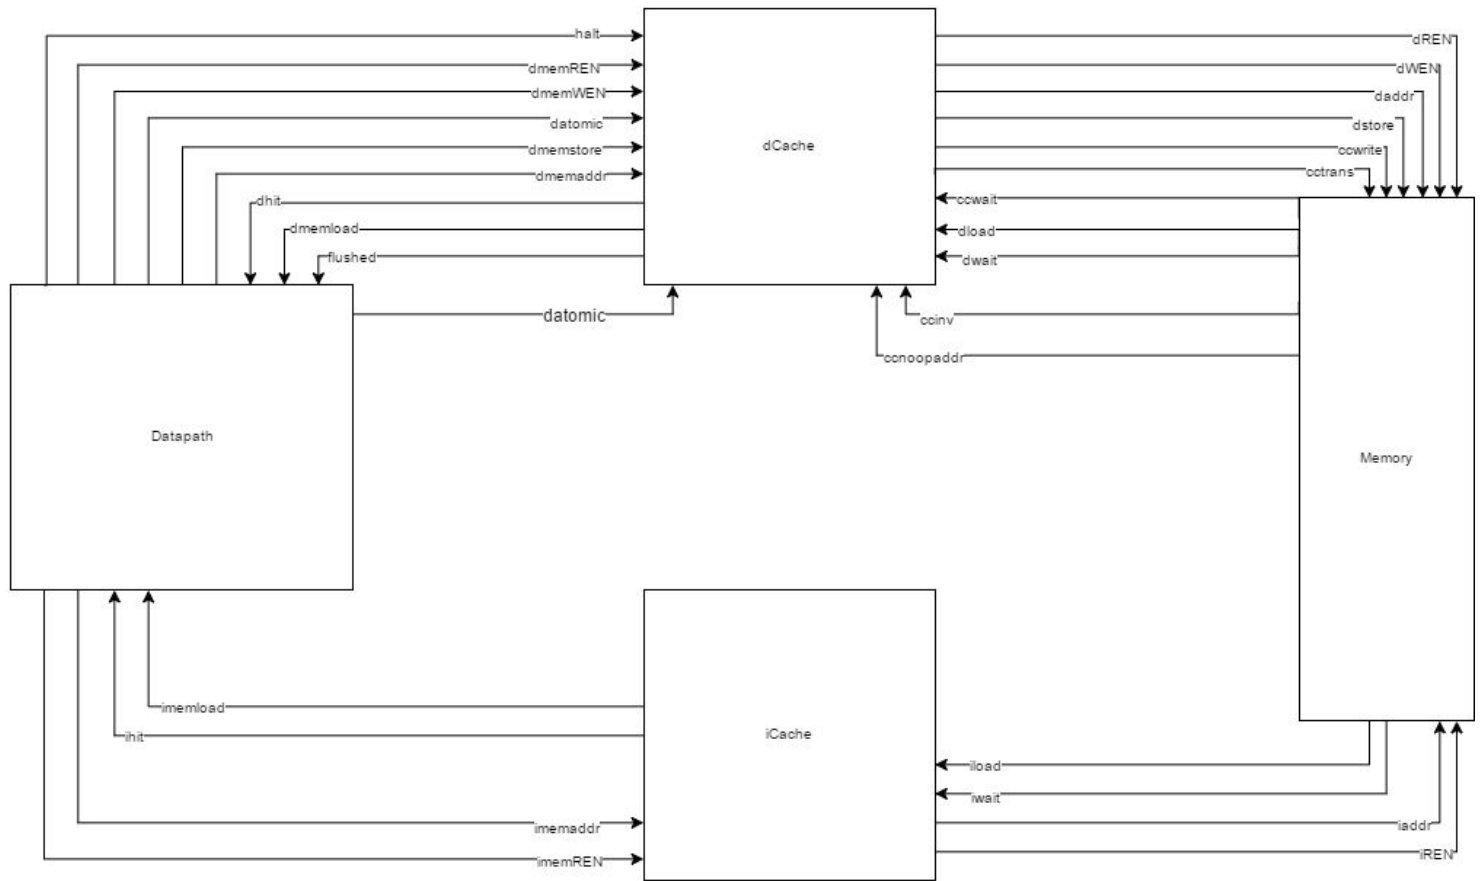 halt
dmemREN
dmemWEN
datomic
dmemstore
dmemaddr
dhit
dmemload
flushed
datomic
dCache
dREN
dWEN
daddr
dstore
ccwrite
cctrans
ccwait
dload
dwait
ccinv
ccnoopaddr
Datapath
Memory
imemload
ihit
imemaddr
imemREN
iCache
iload
iwait
iaddr
iREN